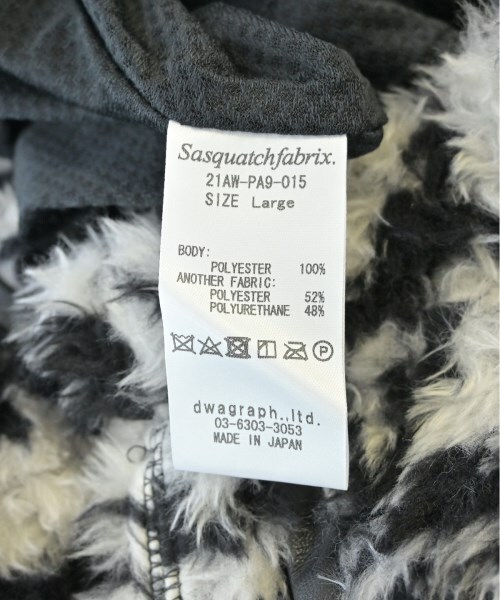 Sasquatchfabrix.
21AW-PA9-015
SIZE Large
BODY:
POLYESTER 100%
ANOTHER FABRIC:
POLYESTER 52%
POLYURETHANE 48%
P
dwagraph.,ltd.
03-6303-3053
MADE IN JAPAN